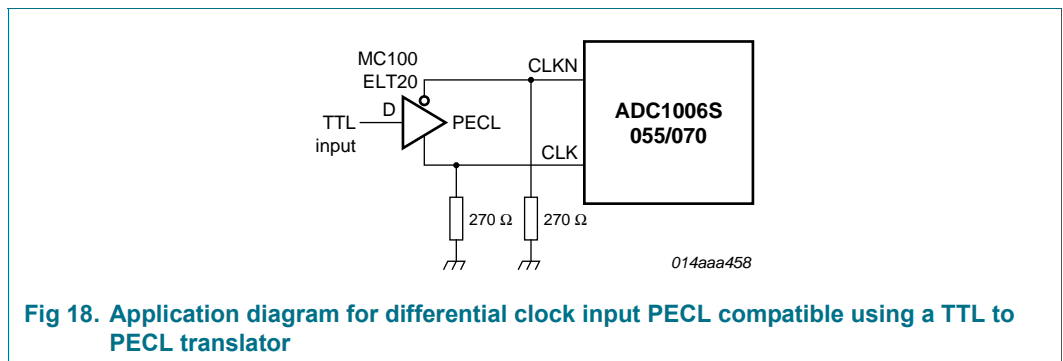 MC100
ELT20
CLKN
D
TTL
input
PECL
ADC1006S
055/070
CLK
270 Ω
270 Ω
014aaa458
Fig 18. Application diagram for differential clock input PECL compatible using a TTL to
PECL translator